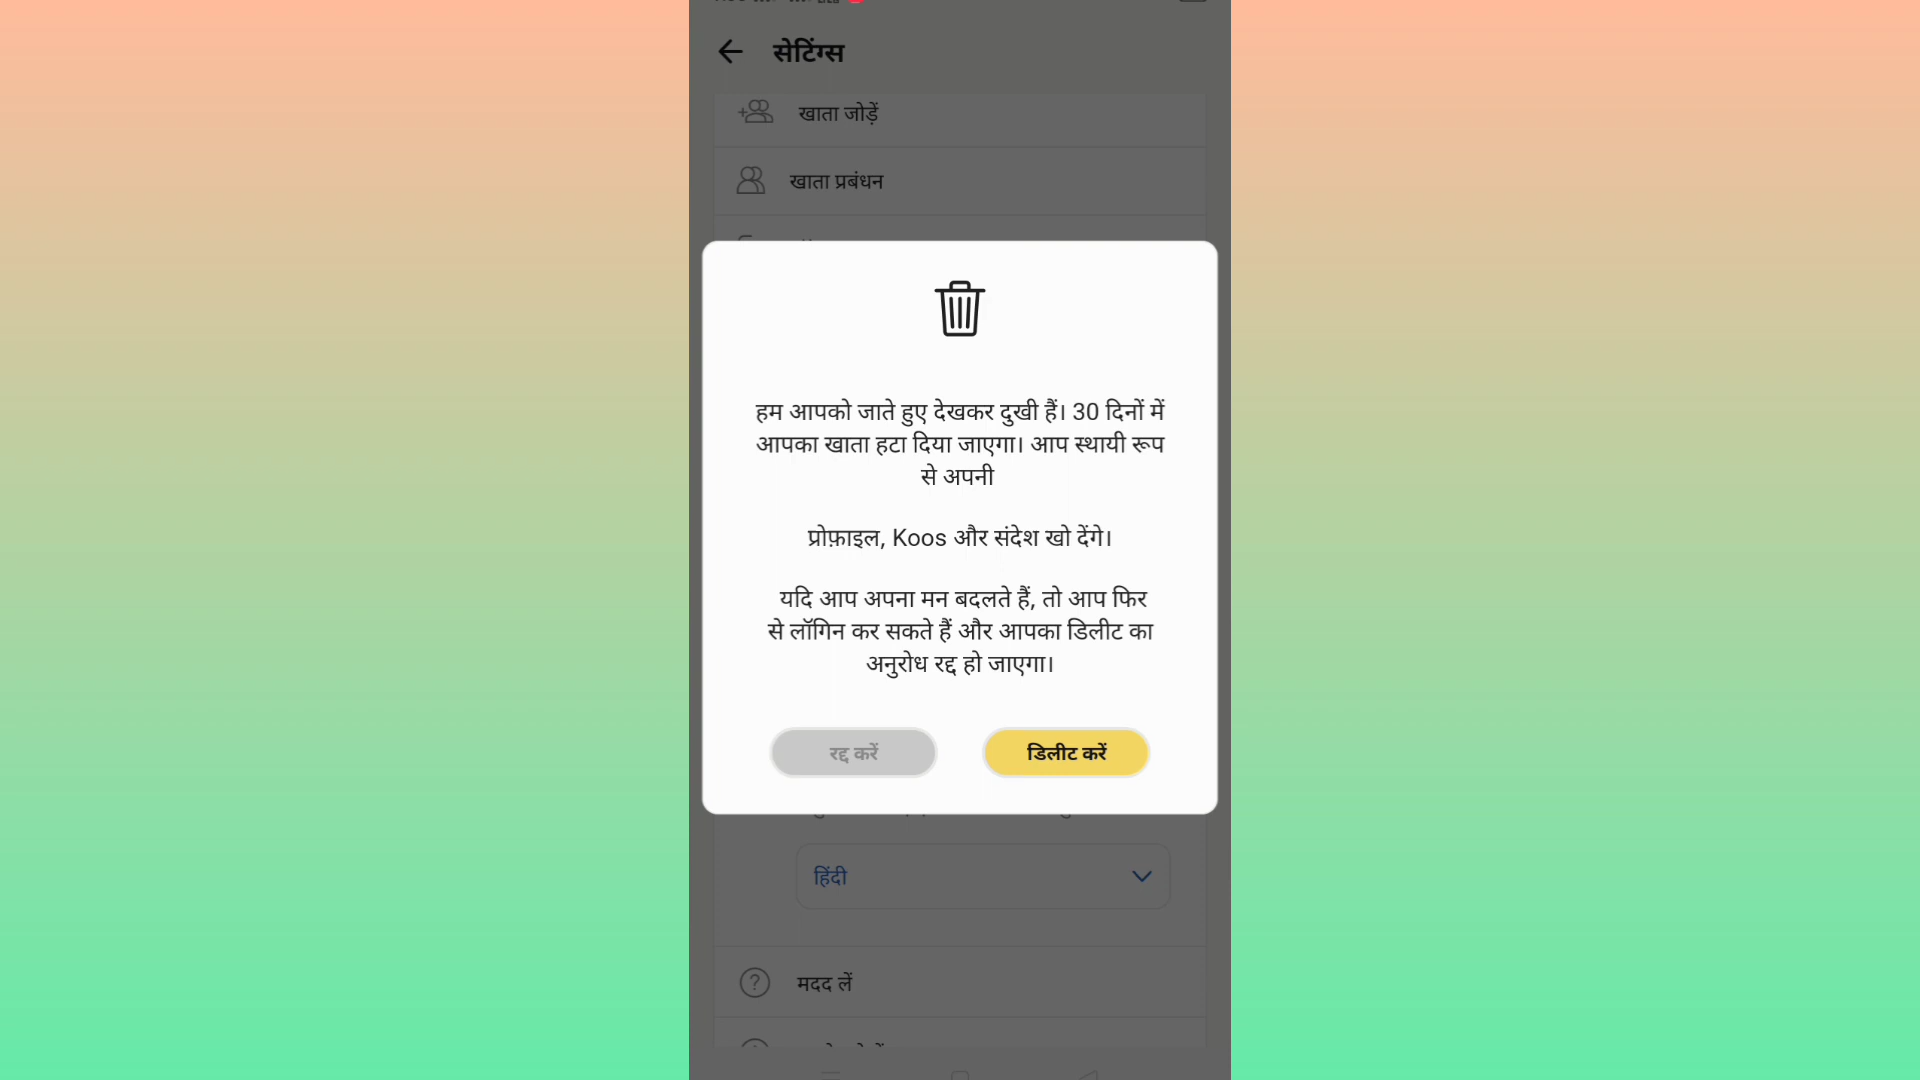 सेटिंग्स
खाता जोड़ें
खाता प्रबंधन
हम आपको जाते हुए देखकर दुखी हैं। 30 दिनों में
आपका खाता हटा दिया जाएगा। आप स्थायी रूप
से अपनी
प्रोफ़ाइल, Koos और संदेश खो देंगे।
यदि आप अपना मन बदलते हैं, तो आप फिर
से लॉगिन कर सकते हैं और आपका डिलीट का
अनुरोध रद्द हो जाएगा।
रद्द करें
डिलीट करें
हिंदी
मदद लें